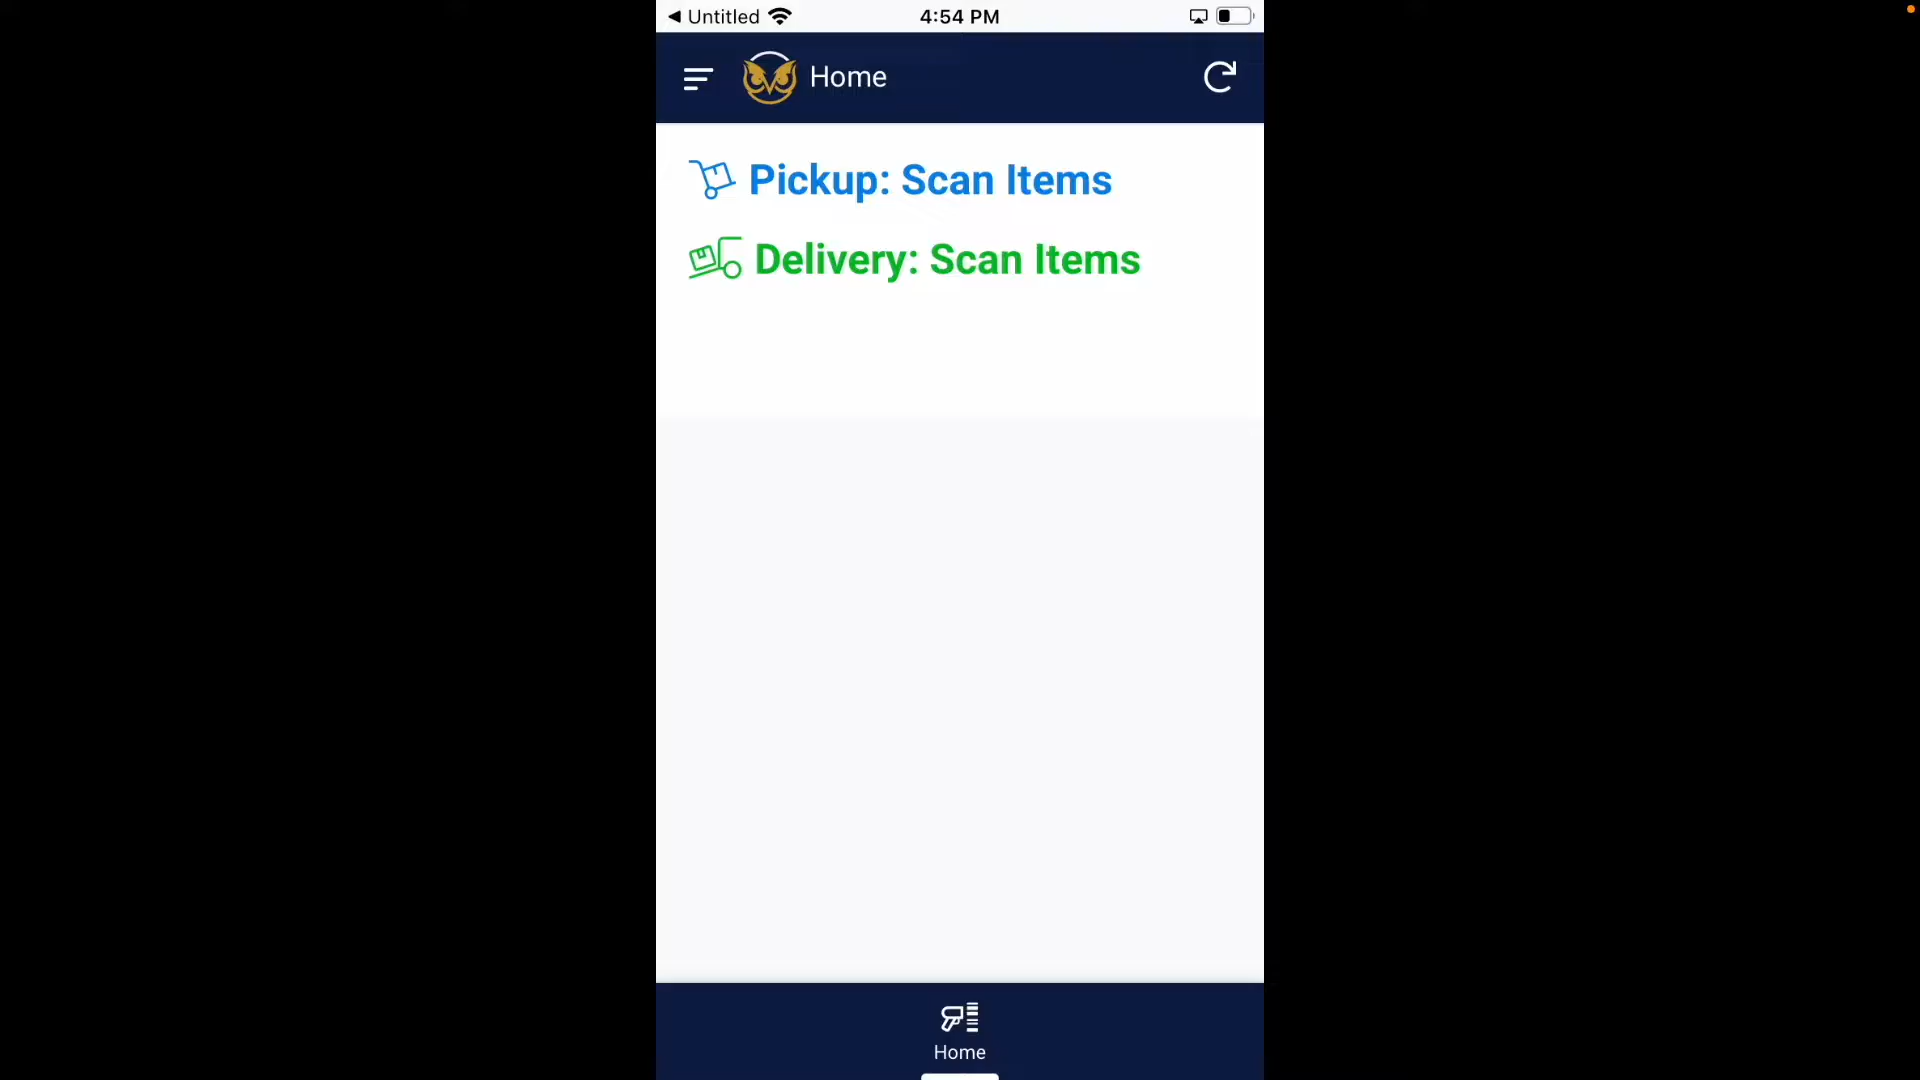 Untitled
4:54 PM
Home
Pickup: Scan Items
Delivery: Scan Items
Home